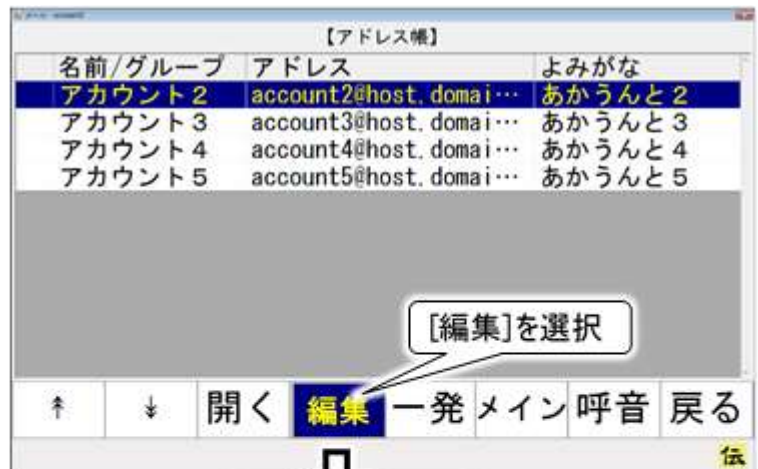 【アドレス帳】
名前/グループ アドレス よみがな
アカウント2 account2@host.domai… あかうんと2
アカウント3 account3@host.domai… あかうんと3
アカウント4 account4@host.domai… あかうんと4
アカウント5 account5@host.domai… あかうんと5
[編集]を選択
↟ ↡ 開く 編集 一発 メイン 呼音 戻る
伝